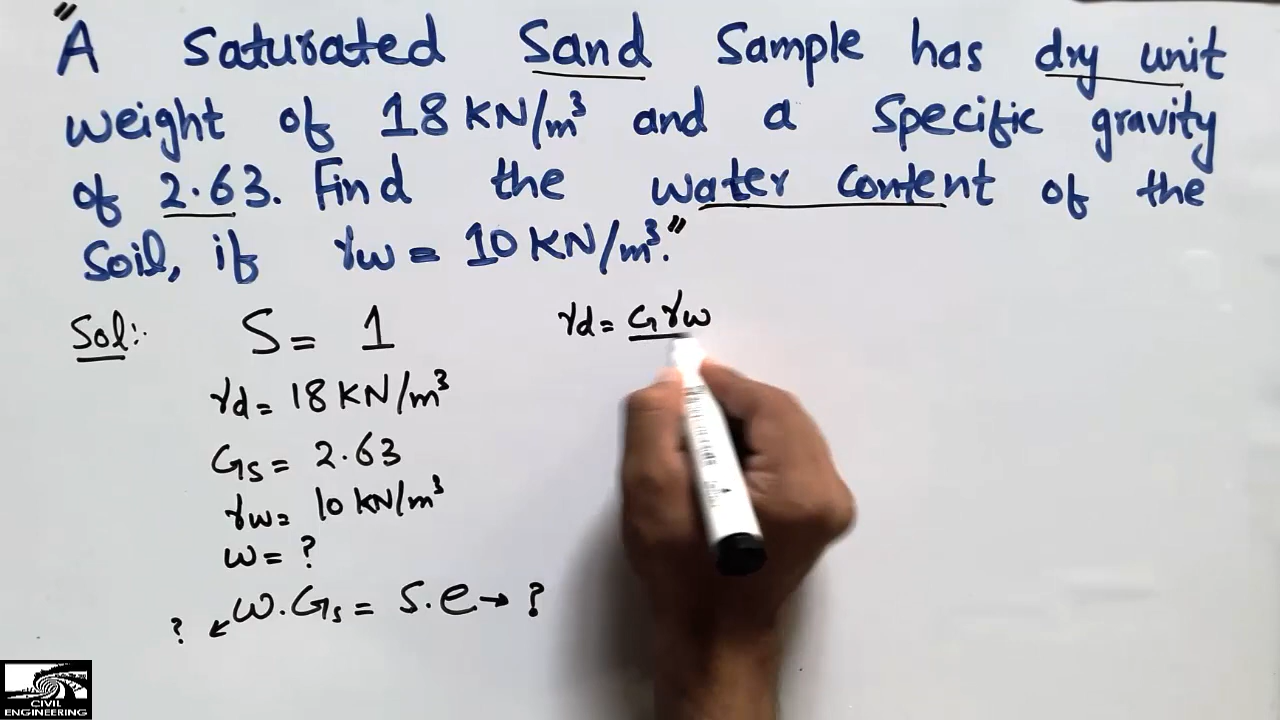 "A saturated Sand Sample has dry unit
weight of 18 KN/m³ and a Specific gravity
of 2.63. Find the water content of the
Soil, if γw = 10 KN/m³."
Sol:-
S = 1
γd = 18 KN/m³
Gs = 2.63
γw = 10 KN/m³
w = ?
? ↙ w.Gs = S.e → ?
γd = Gγw
CIVIL
ENGINEERING